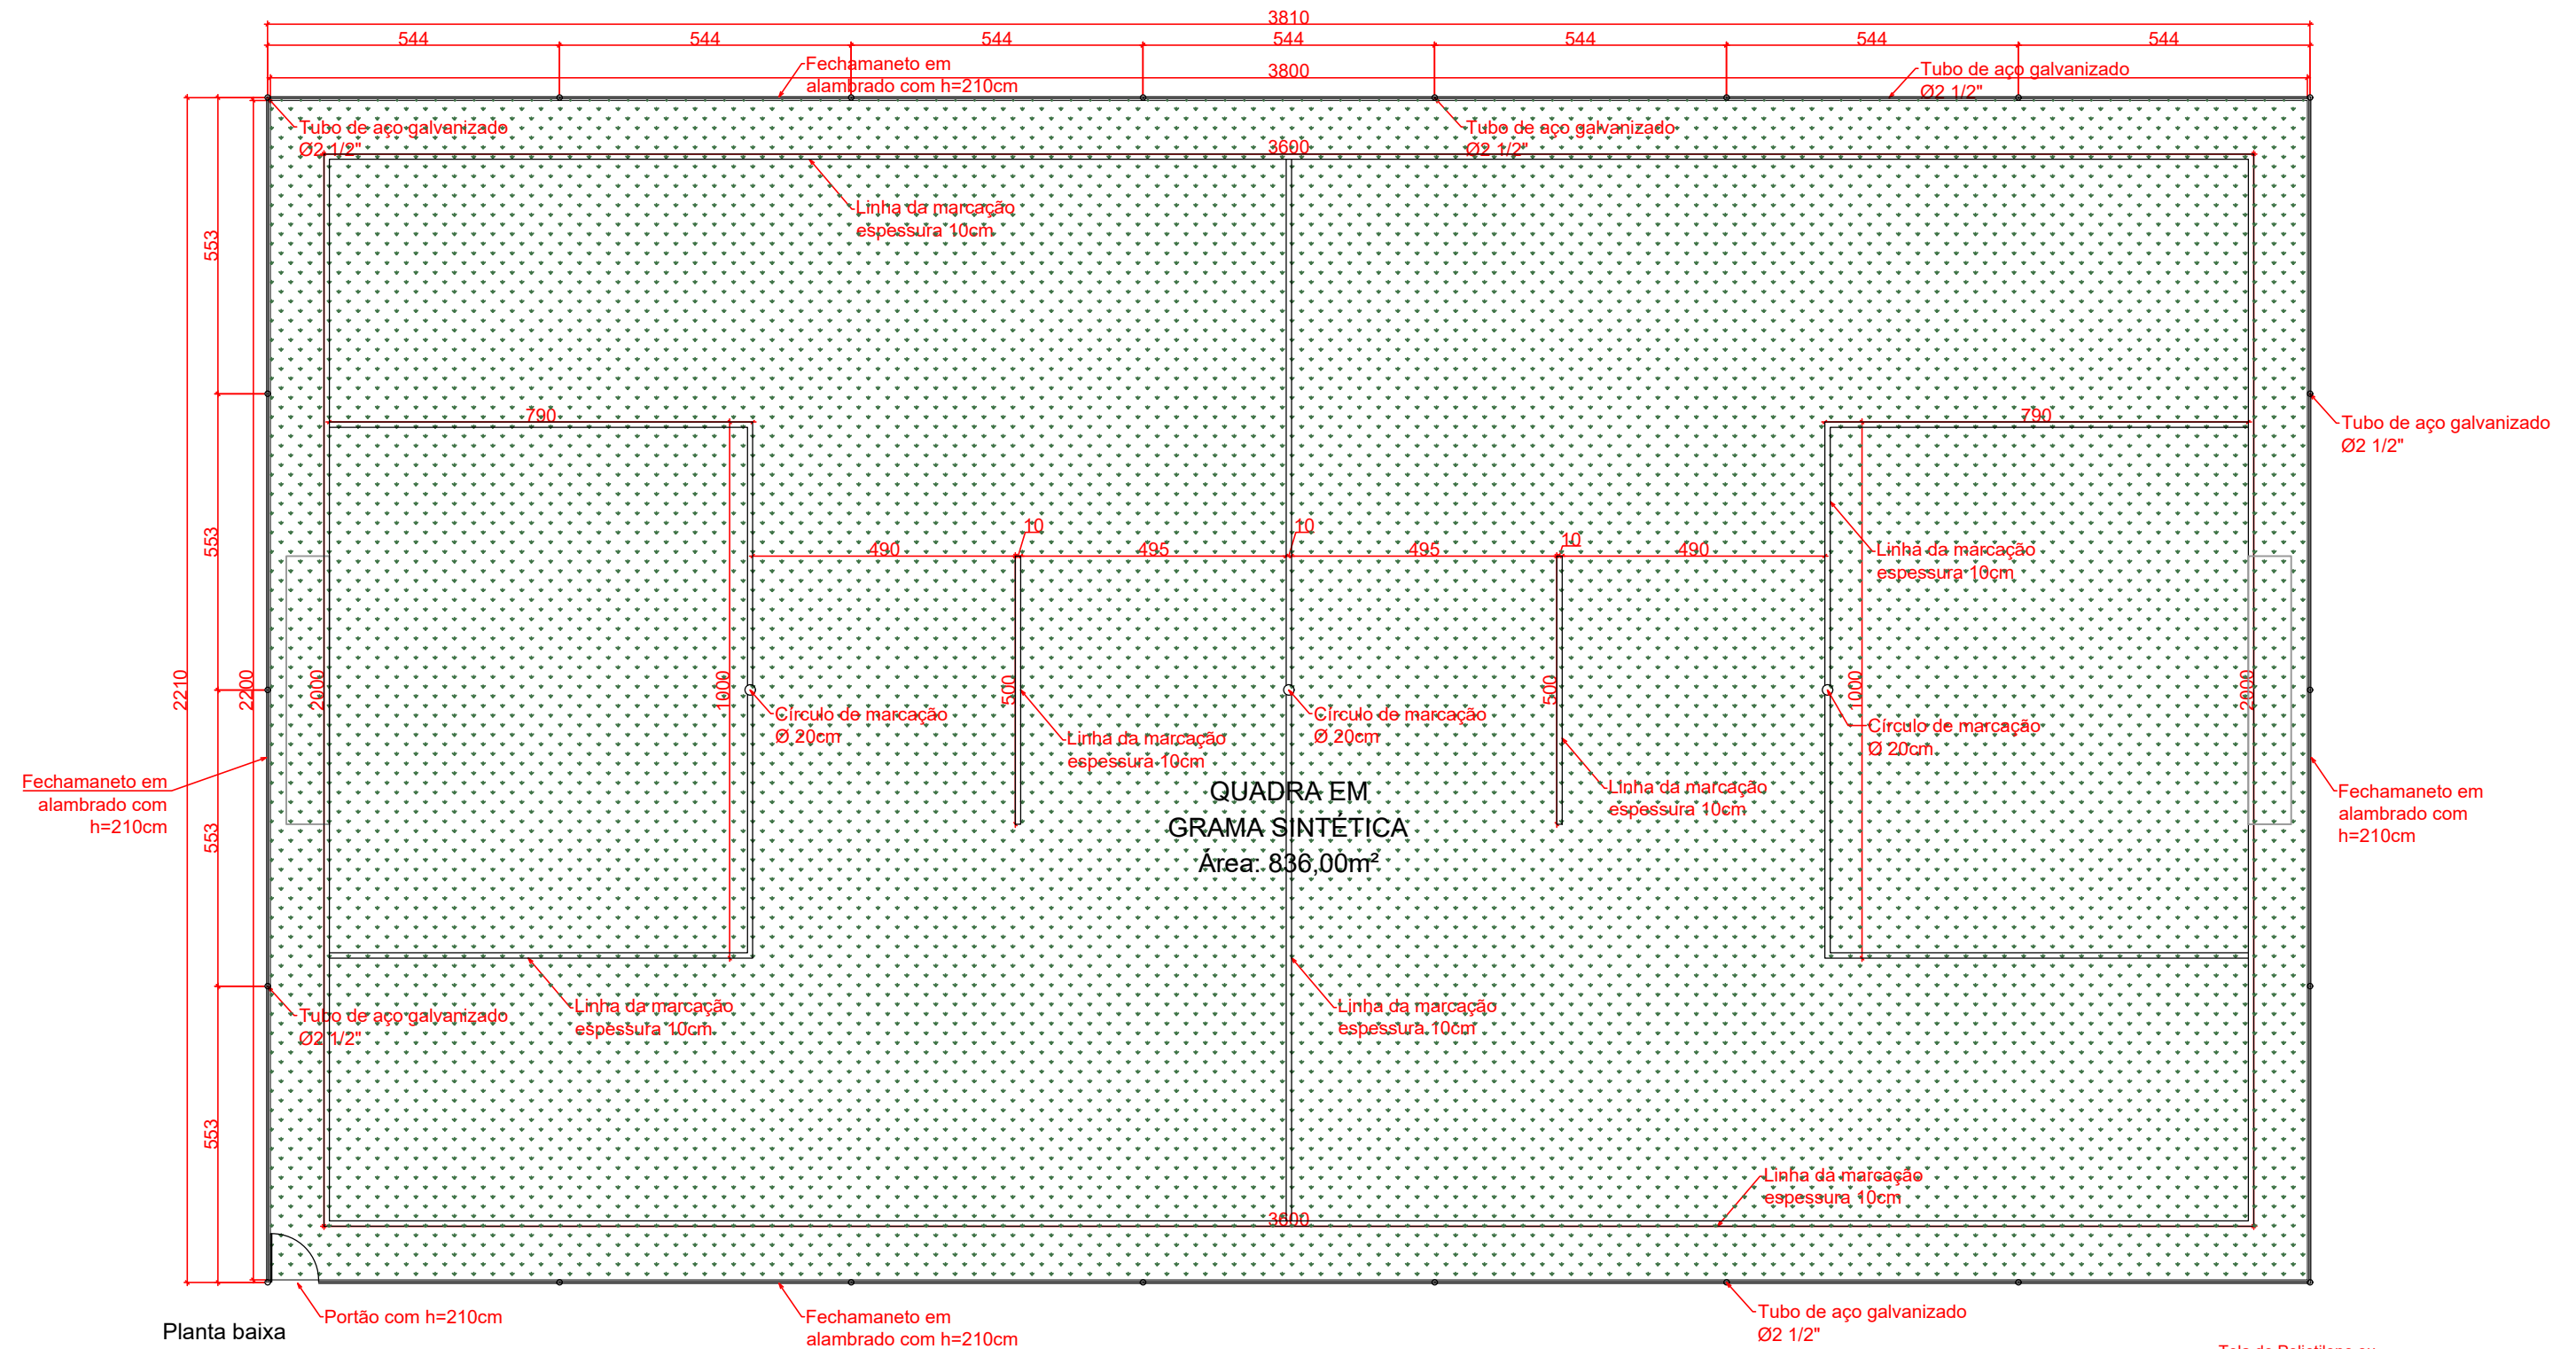 3810
544
544
544
544
544
544
544
3800
Fechamaneto em
alambrado com h=210cm
Tubo de aço galvanizado
Ø2 1/2"
Tubo de aço galvanizado
Ø2 1/2"
Tubo de aço galvanizado
Ø2 1/2"
3600
Linha da marcação
espessura 10cm
553
553
553
553
2210
2200
2000
790
790
Tubo de aço galvanizado
Ø2 1/2"
10
10
10
490
495
495
490
Linha da marcação
espessura 10cm
1000
500
500
1000
2000
Círculo de marcação
Ø 20cm
Círculo de marcação
Ø 20cm
Círculo de marcação
Ø 20cm
Linha da marcação
espessura 10cm
Linha da marcação
espessura 10cm
Fechamaneto em
alambrado com
h=210cm
QUADRA EM
GRAMA SINTÉTICA
Área: 836,00m²
Fechamaneto em
alambrado com
h=210cm
Tubo de aço galvanizado
Ø2 1/2"
Linha da marcação
espessura 10cm
Linha da marcação
espessura 10cm
Linha da marcação
espessura 10cm
3600
Portão com h=210cm
Fechamaneto em
alambrado com h=210cm
Tubo de aço galvanizado
Ø2 1/2"
Planta baixa